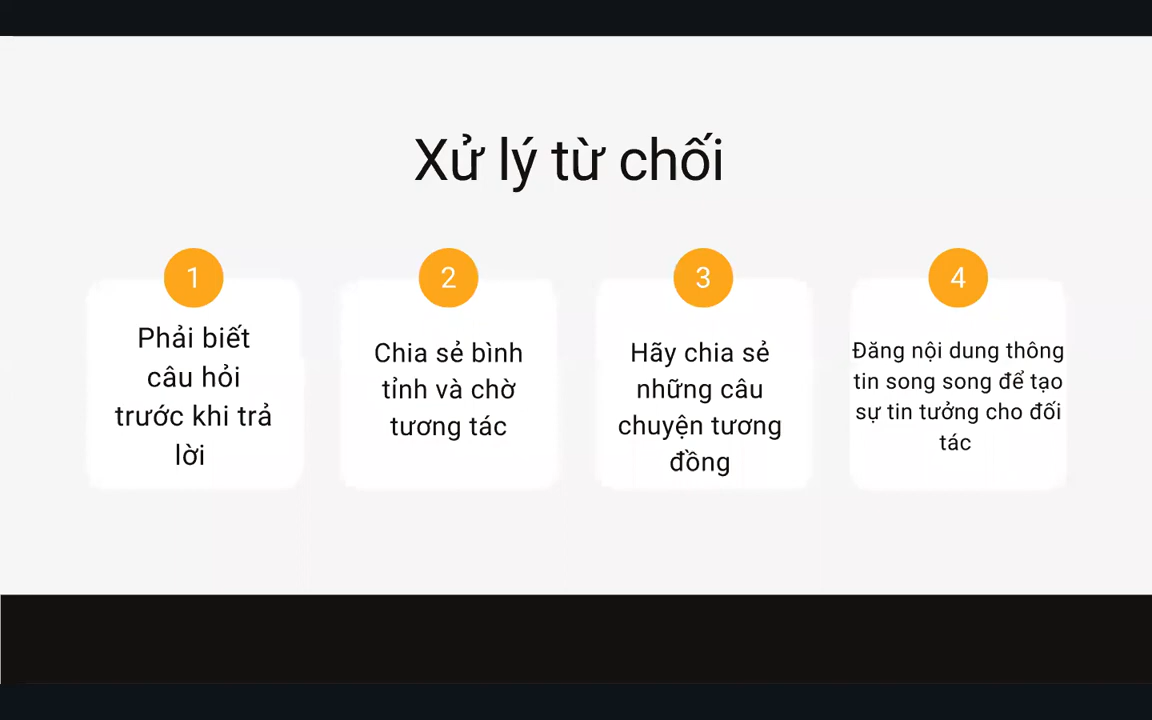 Xử lý từ chối
1
Phải biết
câu hỏi
trước khi trả
lời
2
Chia sẻ bình
tỉnh và chờ
tương tác
3
Hãy chia sẻ
những câu
chuyện tương
đồng
4
Đăng nội dung thông
tin song song để tạo
sự tin tưởng cho đối
tác